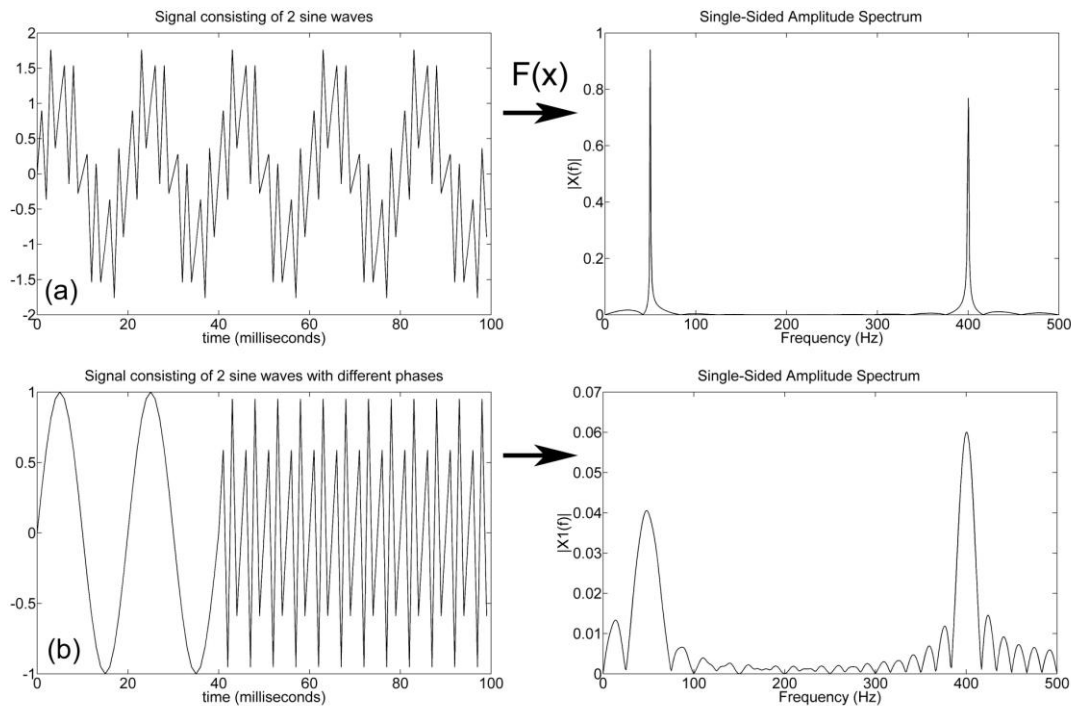 Signal consisting of 2 sine waves
2
1.5
1
0.5
0
-0.5
-1
-1.5
-2
0 20 40 60 80 100
time (milliseconds)
(a)
F(x)
Single-Sided Amplitude Spectrum
1
0.8
0.6
0.4
0.2
0
|X(f)|
0 100 200 300 400 500
Frequency (Hz)
Signal consisting of 2 sine waves with different phases
1
0.5
0
-0.5
-1
0 20 40 60 80 100
time (milliseconds)
(b)
Single-Sided Amplitude Spectrum
0.07
0.06
0.05
0.04
0.03
0.02
0.01
0
|X1(f)|
0 100 200 300 400 500
Frequency (Hz)